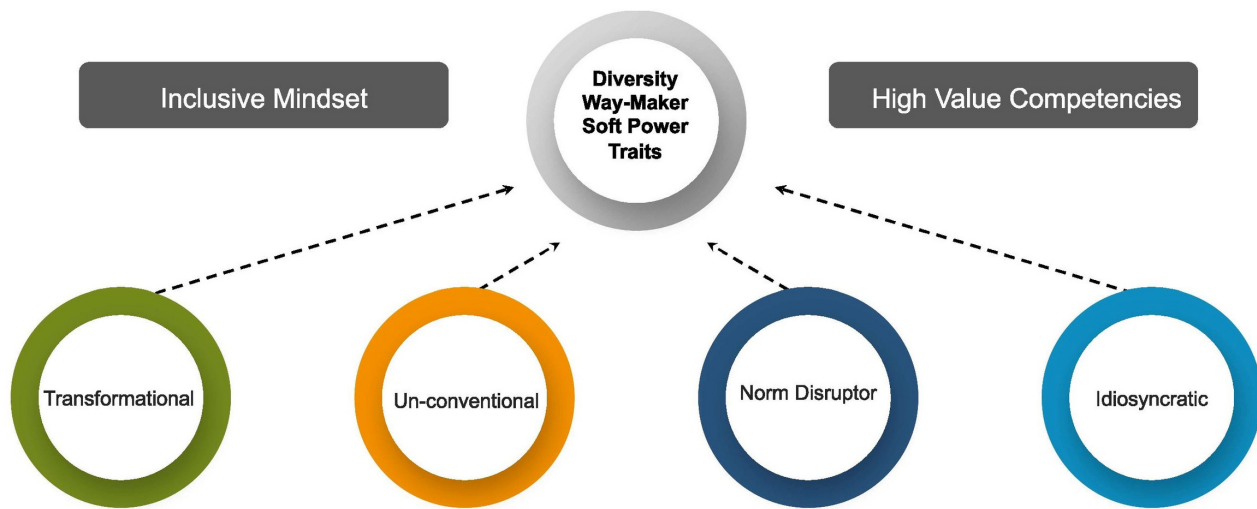 Inclusive Mindset
Diversity
Way-Maker
Soft Power
Traits
High Value Competencies
Transformational
Un-conventional
Norm Disruptor
Idiosyncratic